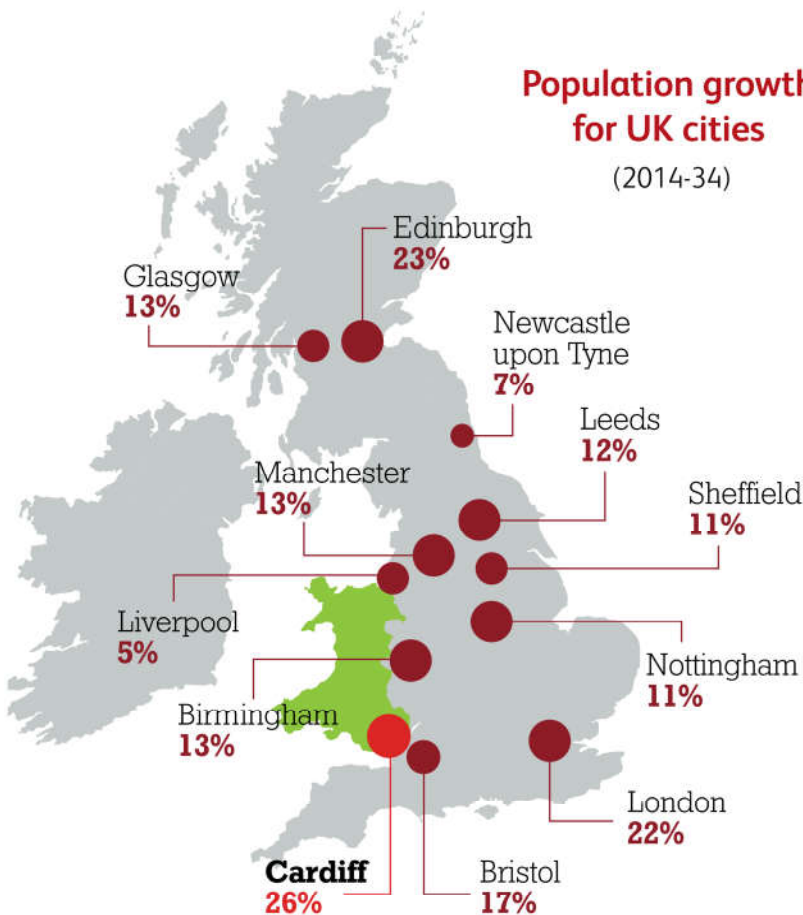 Population growth
for UK cities
(2014-34)
Edinburgh
23%
Glasgow
13%
Newcastle
upon Tyne
7%
Leeds
12%
Manchester
13%
Sheffield
11%
Liverpool
5%
Nottingham
11%
Birmingham
13%
London
22%
Cardiff
26%
Bristol
17%